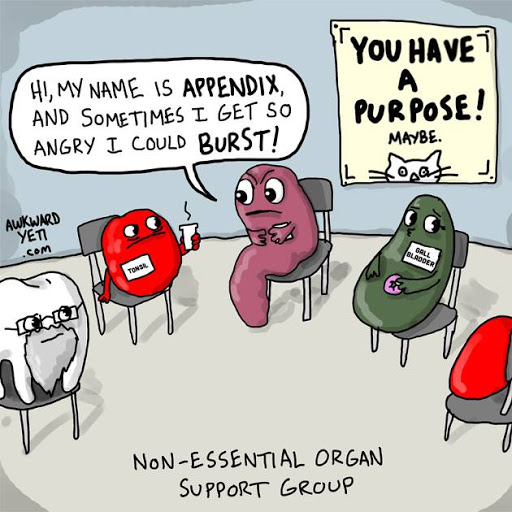 YOU HAVE
A
PURPOSE!
MAYBE.
HI, MY NAME IS APPENDIX,
AND SOMETIMES I GET SO
ANGRY I COULD BURST!
AWKWARD
YETI
.COM
TONSIL
GALL
BLADDER
NON-ESSENTIAL ORGAN
SUPPORT GROUP